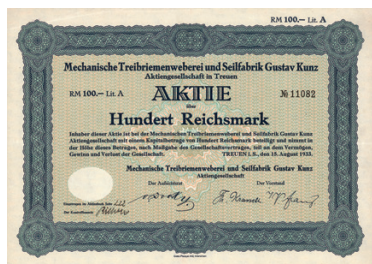 RM 100.— Lit. A
Mechanische Treibriemenweberei und Seilfabrik Gustav Kunz
Aktiengesellschaft in Treuen
RM 100.— Lit. A
AKTIE
№ 11082
über
Hundert Reichsmark
Inhaber dieser Aktie ist bei der Mechanischen Treibriemenweberei und Seilfabrik Gustav Kunz
Aktiengesellschaft mit einem Kapitalbetrage von Hundert Reichsmark beteiligt und nimmt in
der Höhe dieses Betrages, nach Maßgabe des Gesellschaftsvertrages, teil an dem Vermögen,
Gewinn und Verlust der Gesellschaft. TREUEN i. V., den 15. August 1933.
Mechanische Treibriemenweberei und Seilfabrik Gustav Kunz
Aktiengesellschaft
Der Aufsichtsrat
Der Vorstand
Der Kontrollbeamte